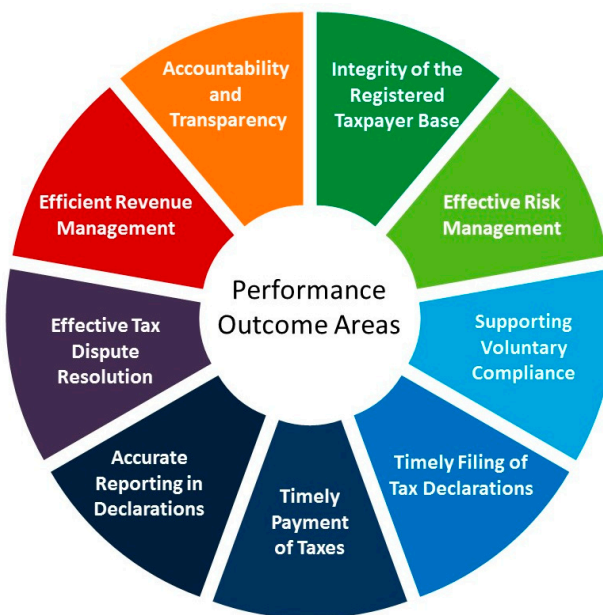 Performance
Outcome Areas
Integrity of the
Registered
Taxpayer Base
Effective Risk
Management
Supporting
Voluntary
Compliance
Timely Filing of
Tax Declarations
Timely
Payment
of Taxes
Accurate
Reporting in
Declarations
Effective Tax
Dispute
Resolution
Efficient Revenue
Management
Accountability
and
Transparency